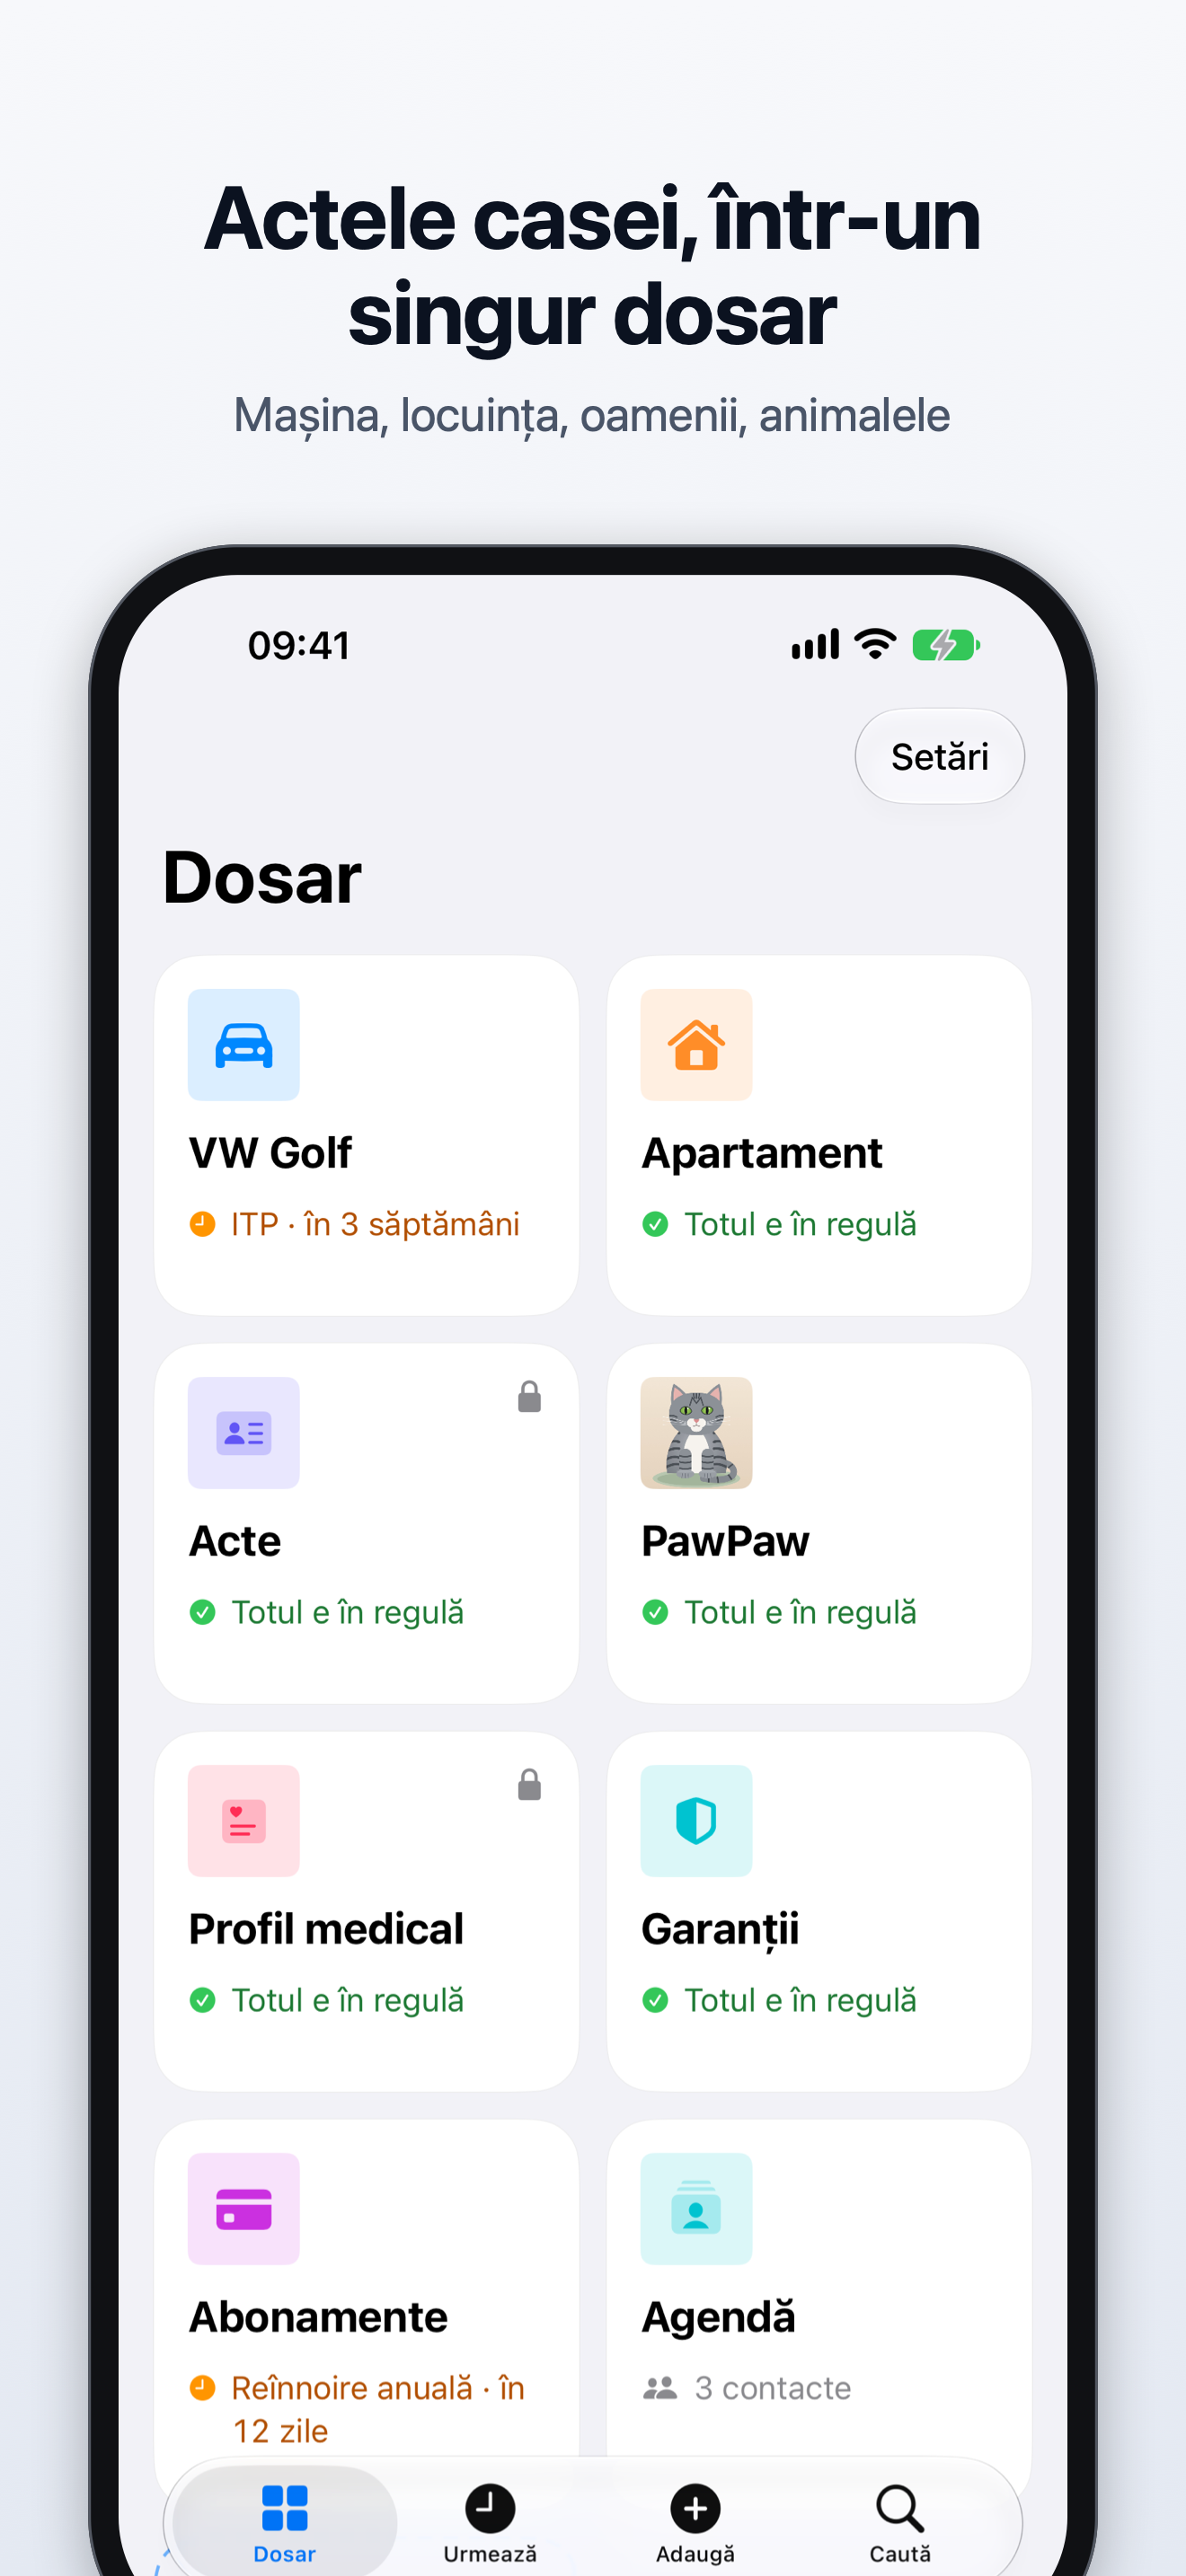 Actele casei, într-un
singur dosar
Mașina, locuința, oamenii, animalele
09:41
Setări
Dosar
VW Golf
ITP · în 3 săptămâni
Apartament
Totul e în regulă
Acte
Totul e în regulă
PawPaw
Totul e în regulă
Profil medical
Totul e în regulă
Garanții
Totul e în regulă
Abonamente
Reînnoire anuală · în
12 zile
Agendă
3 contacte
Dosar
Urmează
Adaugă
Caută